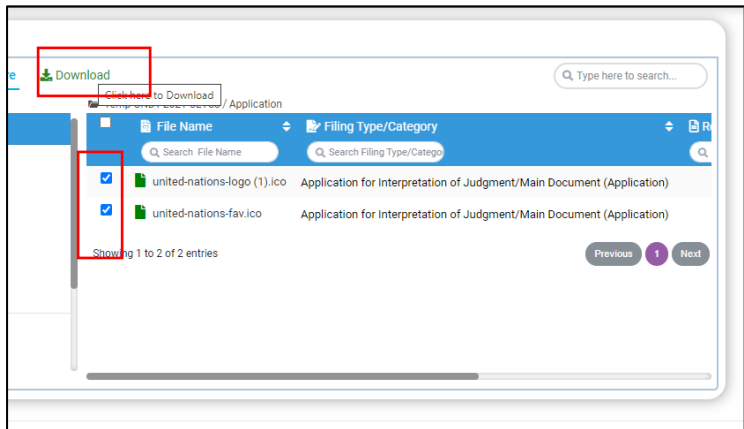 e Download
Type here to search...
Click here to Download
/ Application
File Name Filing Type/Category
Search File Name Search Filing Type/Catego
united-nations-logo (1).ico Application for Interpretation of Judgment/Main Document (Application)
united-nations-fav.ico Application for Interpretation of Judgment/Main Document (Application)
Showing 1 to 2 of 2 entries Previous 1 Next